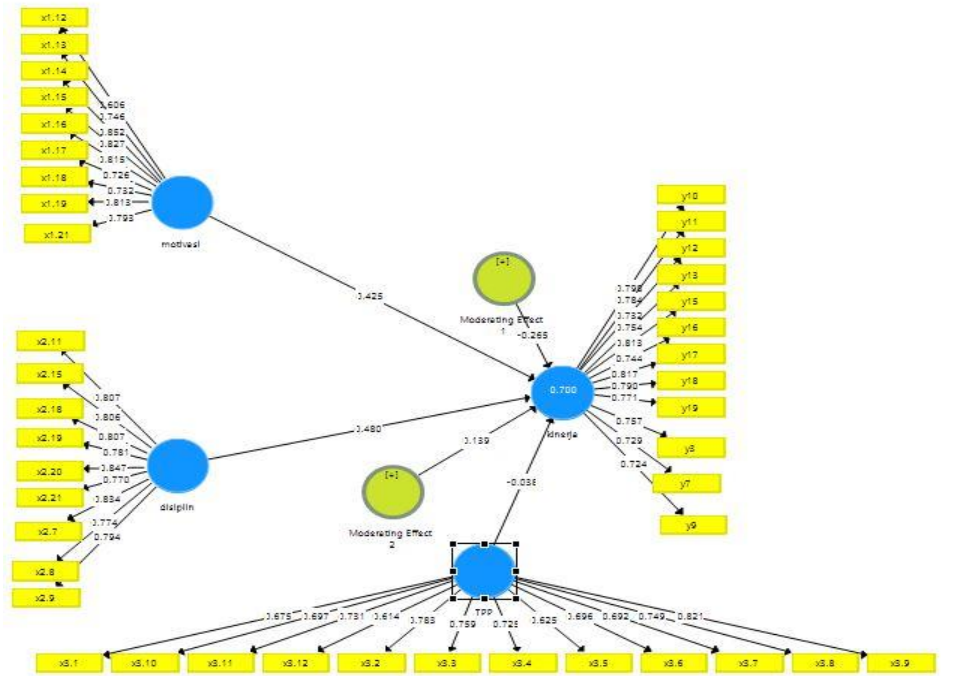 x1.12
x1.13
x1.14
x1.15
x1.16
x1.17
x1.18
x1.19
x1.21
0.606
0.746
0.852
0.827
0.815
0.726
0.732
0.813
0.793
motivasi
0.425
[+]
Moderating Effect
1
-0.265
y10
y11
y12
y13
y15
y16
y17
y18
y19
y8
y7
y9
0.784
0.732
0.754
0.813
0.744
0.817
0.790
0.771
0.757
0.729
0.724
0.700
kinerja
x2.11
x2.15
x2.18
x2.19
x2.20
x2.21
x2.7
x2.8
x2.9
0.807
0.806
0.807
0.781
0.847
0.770
0.834
0.774
0.794
disiplin
0.480
0.139
[+]
Moderating Effect
2
TPP
0.675
0.697
0.731
0.614
0.783
0.759
0.625
0.696
0.692
0.749
0.821
x3.1
x3.10
x3.11
x3.12
x3.2
x3.3
x3.4
x3.5
x3.6
x3.7
x3.8
x3.9